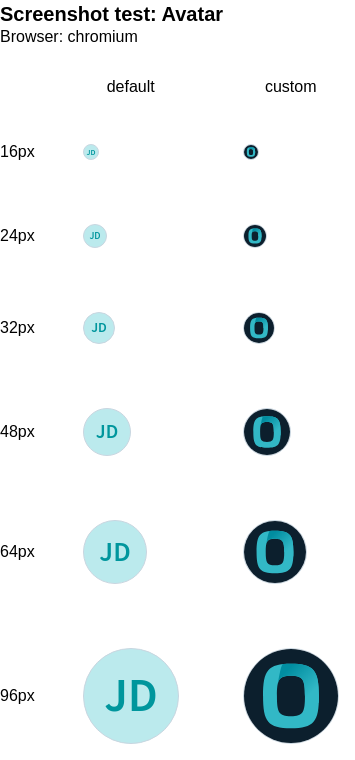 Screenshot test: Avatar
Browser: chromium
default custom
16px JD
24px JD
32px JD
48px JD
64px JD
96px JD